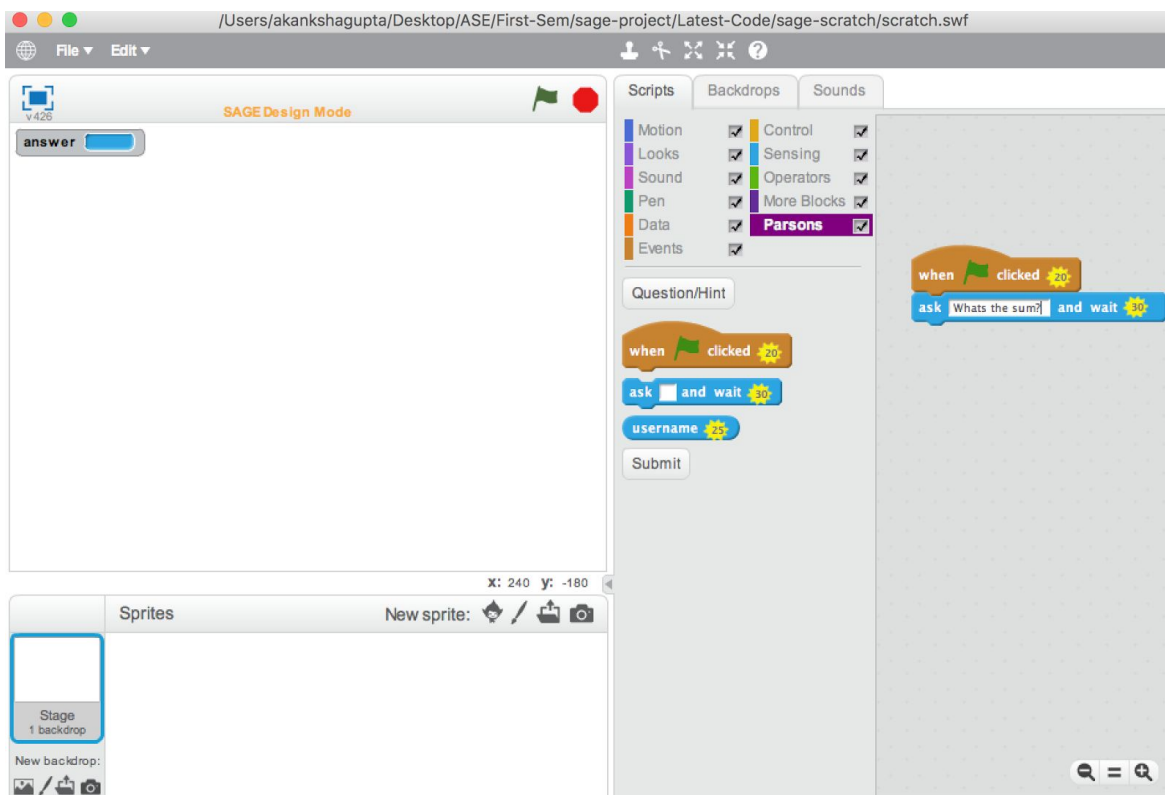 /Users/akankshagupta/Desktop/ASE/First-Sem/sage-project/Latest-Code/sage-scratch/scratch.swf
File Edit
v426
SAGE Design Mode
answer
Scripts Backdrops Sounds
Motion Control
Looks Sensing
Sound Operators
Pen More Blocks
Data Parsons
Events
Question/Hint
when clicked 20
ask and wait 30
username 25
Submit
when clicked 20
ask Whats the sum? and wait 30
x: 240 y: -180
Sprites New sprite:
Stage
1 backdrop
New backdrop: